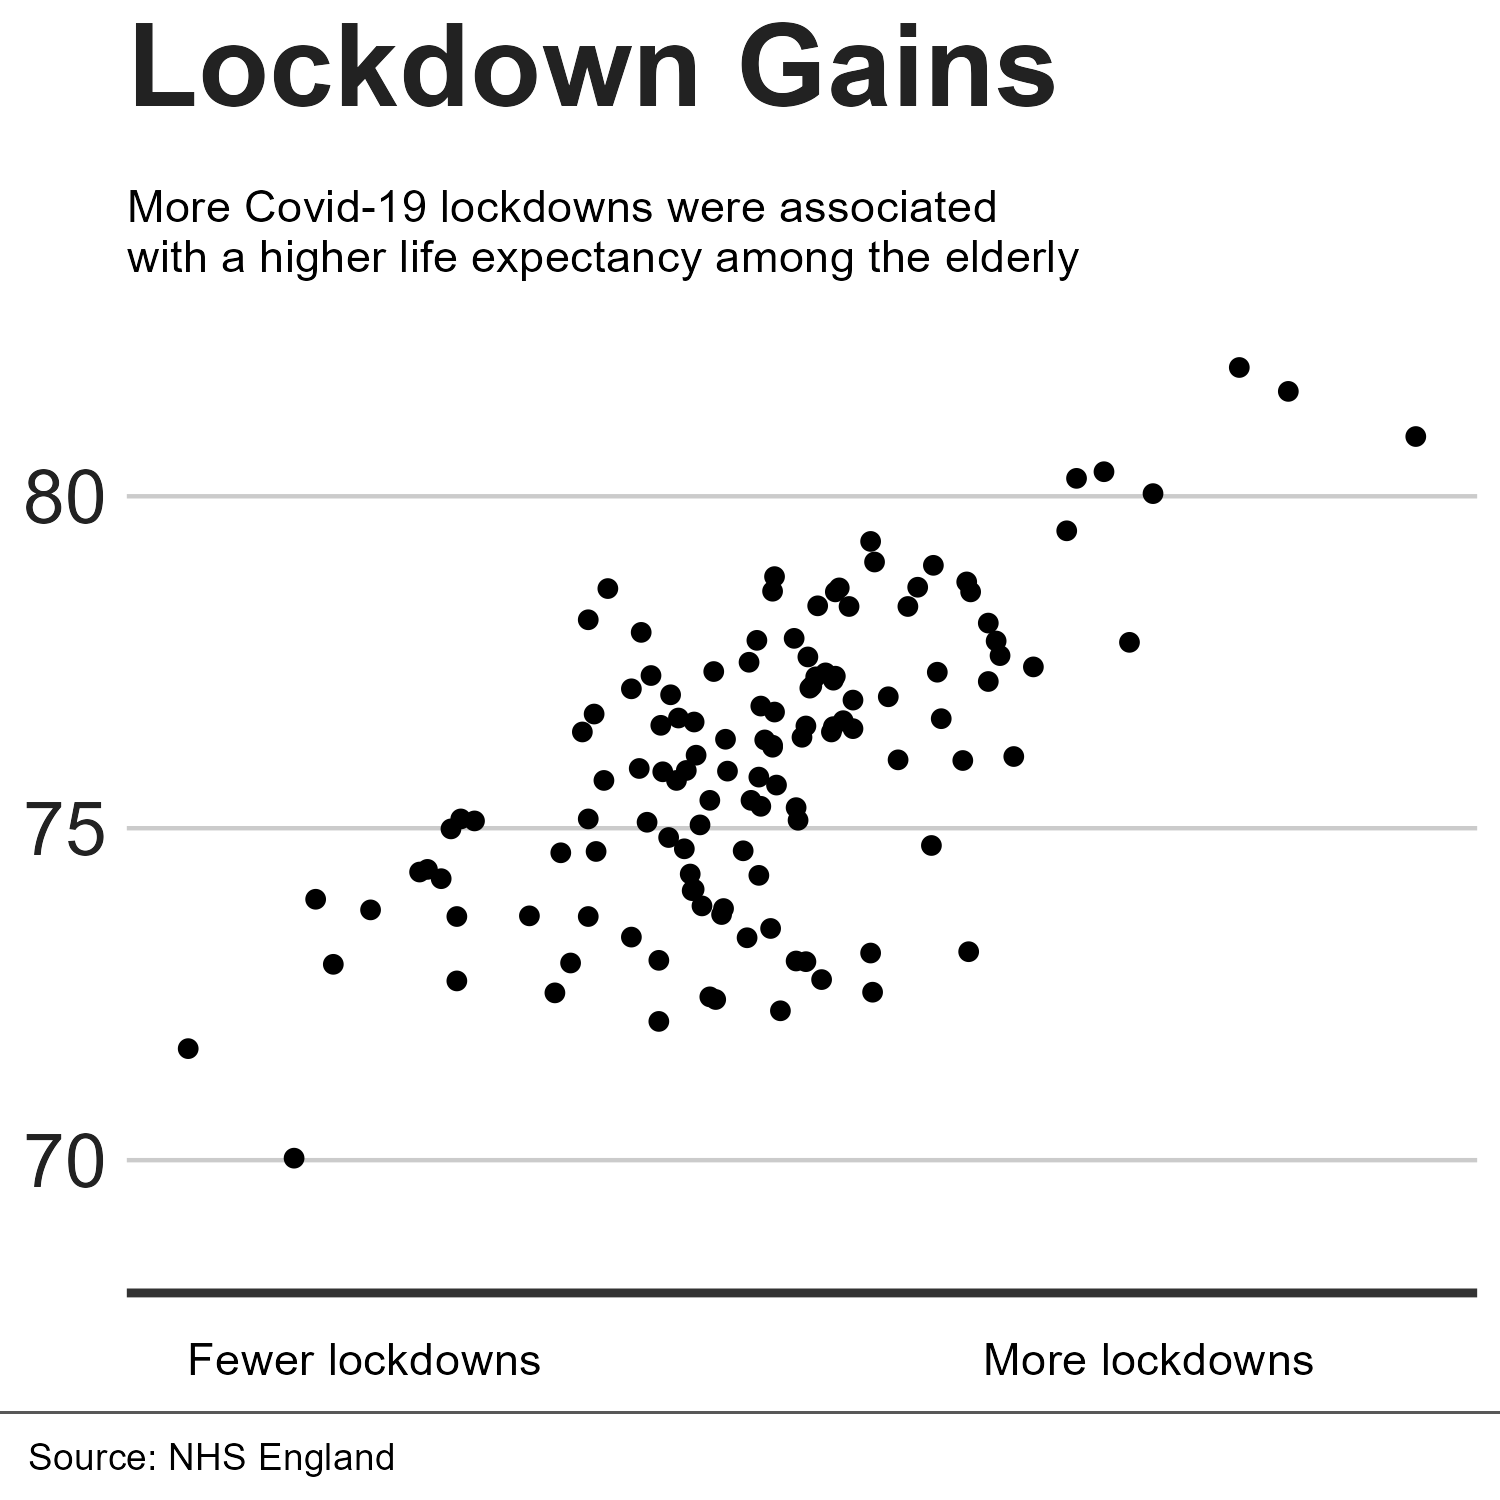 Lockdown Gains
More Covid-19 lockdowns were associated
with a higher life expectancy among the elderly
80
75
70
Fewer lockdowns
More lockdowns
Source: NHS England